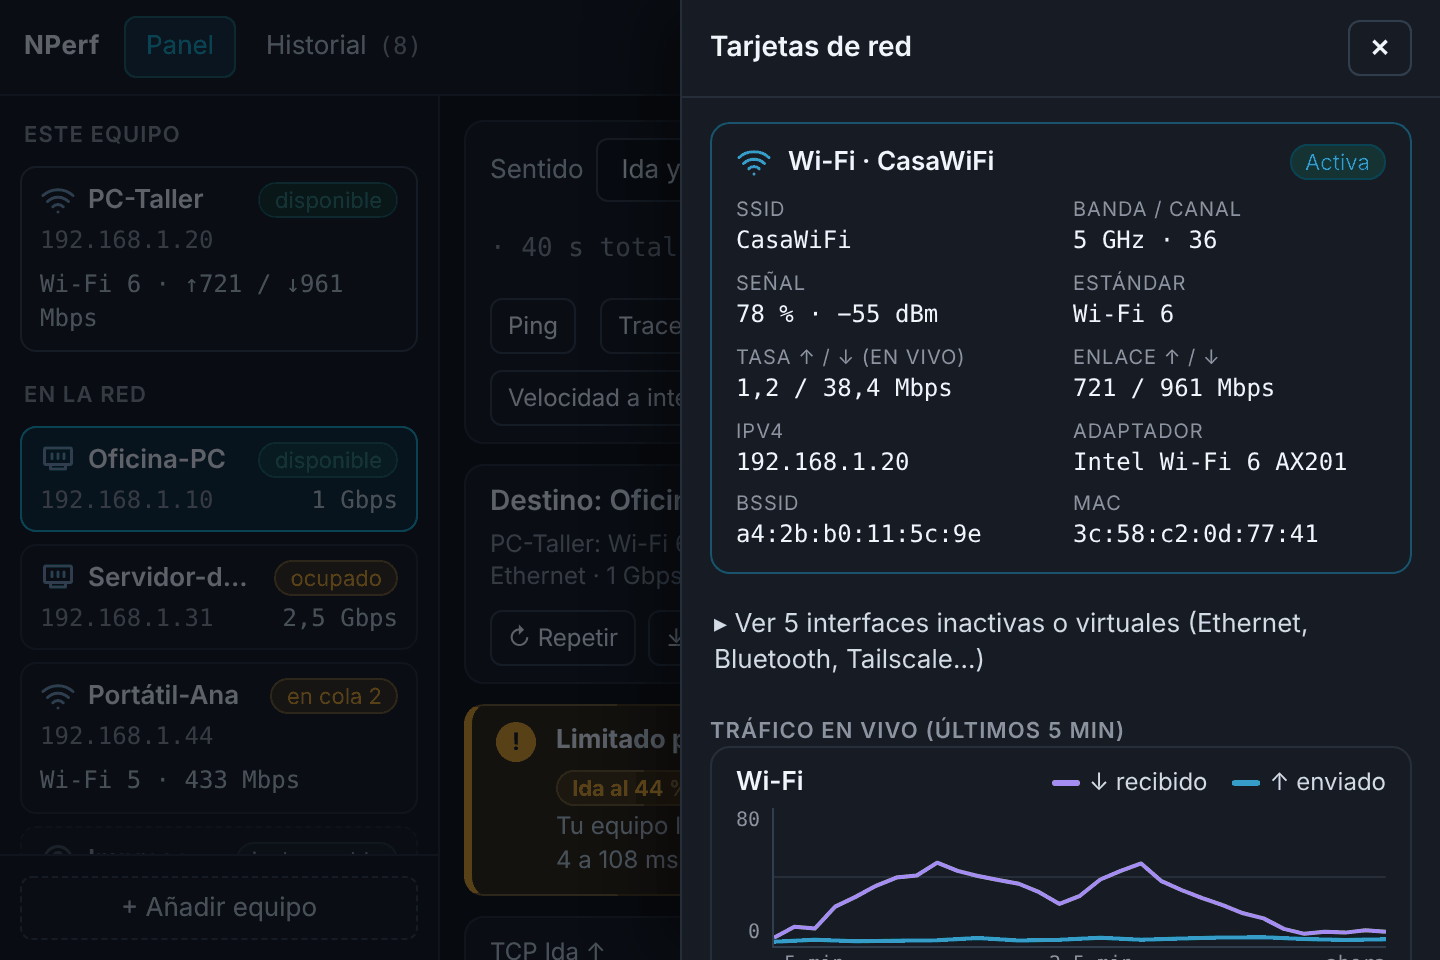 NPerf
Panel
Historial (8)
ESTE EQUIPO
PC-Taller
disponible
192.168.1.20
Wi-Fi 6 · ↑721 / ↓961
Mbps
EN LA RED
Oficina-PC
disponible
192.168.1.10
1 Gbps
Servidor-d...
ocupado
192.168.1.31
2,5 Gbps
Portátil-Ana
en cola 2
192.168.1.44
Wi-Fi 5 · 433 Mbps
+ Añadir equipo
Sentido
Ida y
· 40 s total
Ping
Trace
Velocidad a inte
Destino: Oficin
PC-Taller: Wi-Fi 6
Ethernet · 1 Gbps
Repetir
Limitado p
Ida al 44 %
Tu equipo
4 a 108 ms
TCP Ida ↑
Tarjetas de red
×
Wi-Fi · CasaWiFi
Activa
SSID
CasaWiFi
BANDA / CANAL
5 GHz · 36
SEÑAL
78 % · −55 dBm
ESTÁNDAR
Wi-Fi 6
TASA ↑ / ↓ (EN VIVO)
1,2 / 38,4 Mbps
ENLACE ↑ / ↓
721 / 961 Mbps
IPV4
192.168.1.20
ADAPTADOR
Intel Wi-Fi 6 AX201
BSSID
a4:2b:b0:11:5c:9e
MAC
3c:58:c2:0d:77:41
▸ Ver 5 interfaces inactivas o virtuales (Ethernet,
Bluetooth, Tailscale...)
TRÁFICO EN VIVO (ÚLTIMOS 5 MIN)
Wi-Fi
↓ recibido
↑ enviado
80
0